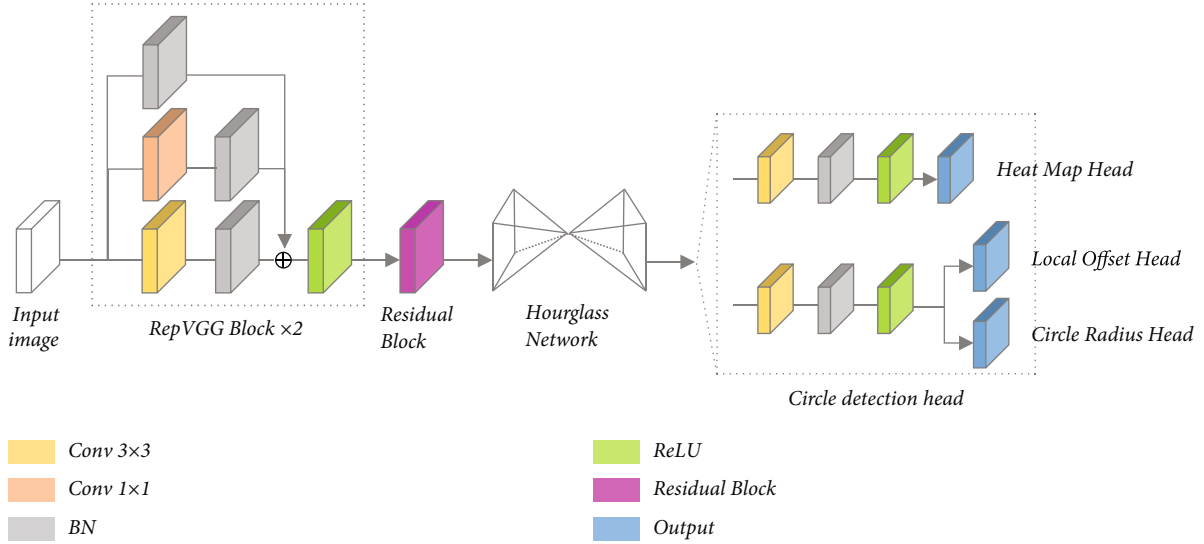 Input
image
RepVGG Block ×2
Residual
Block
Hourglass
Network
Heat Map Head
Local Offset Head
Circle Radius Head
Circle detection head
Conv 3×3
Conv 1×1
BN
ReLU
Residual Block
Output